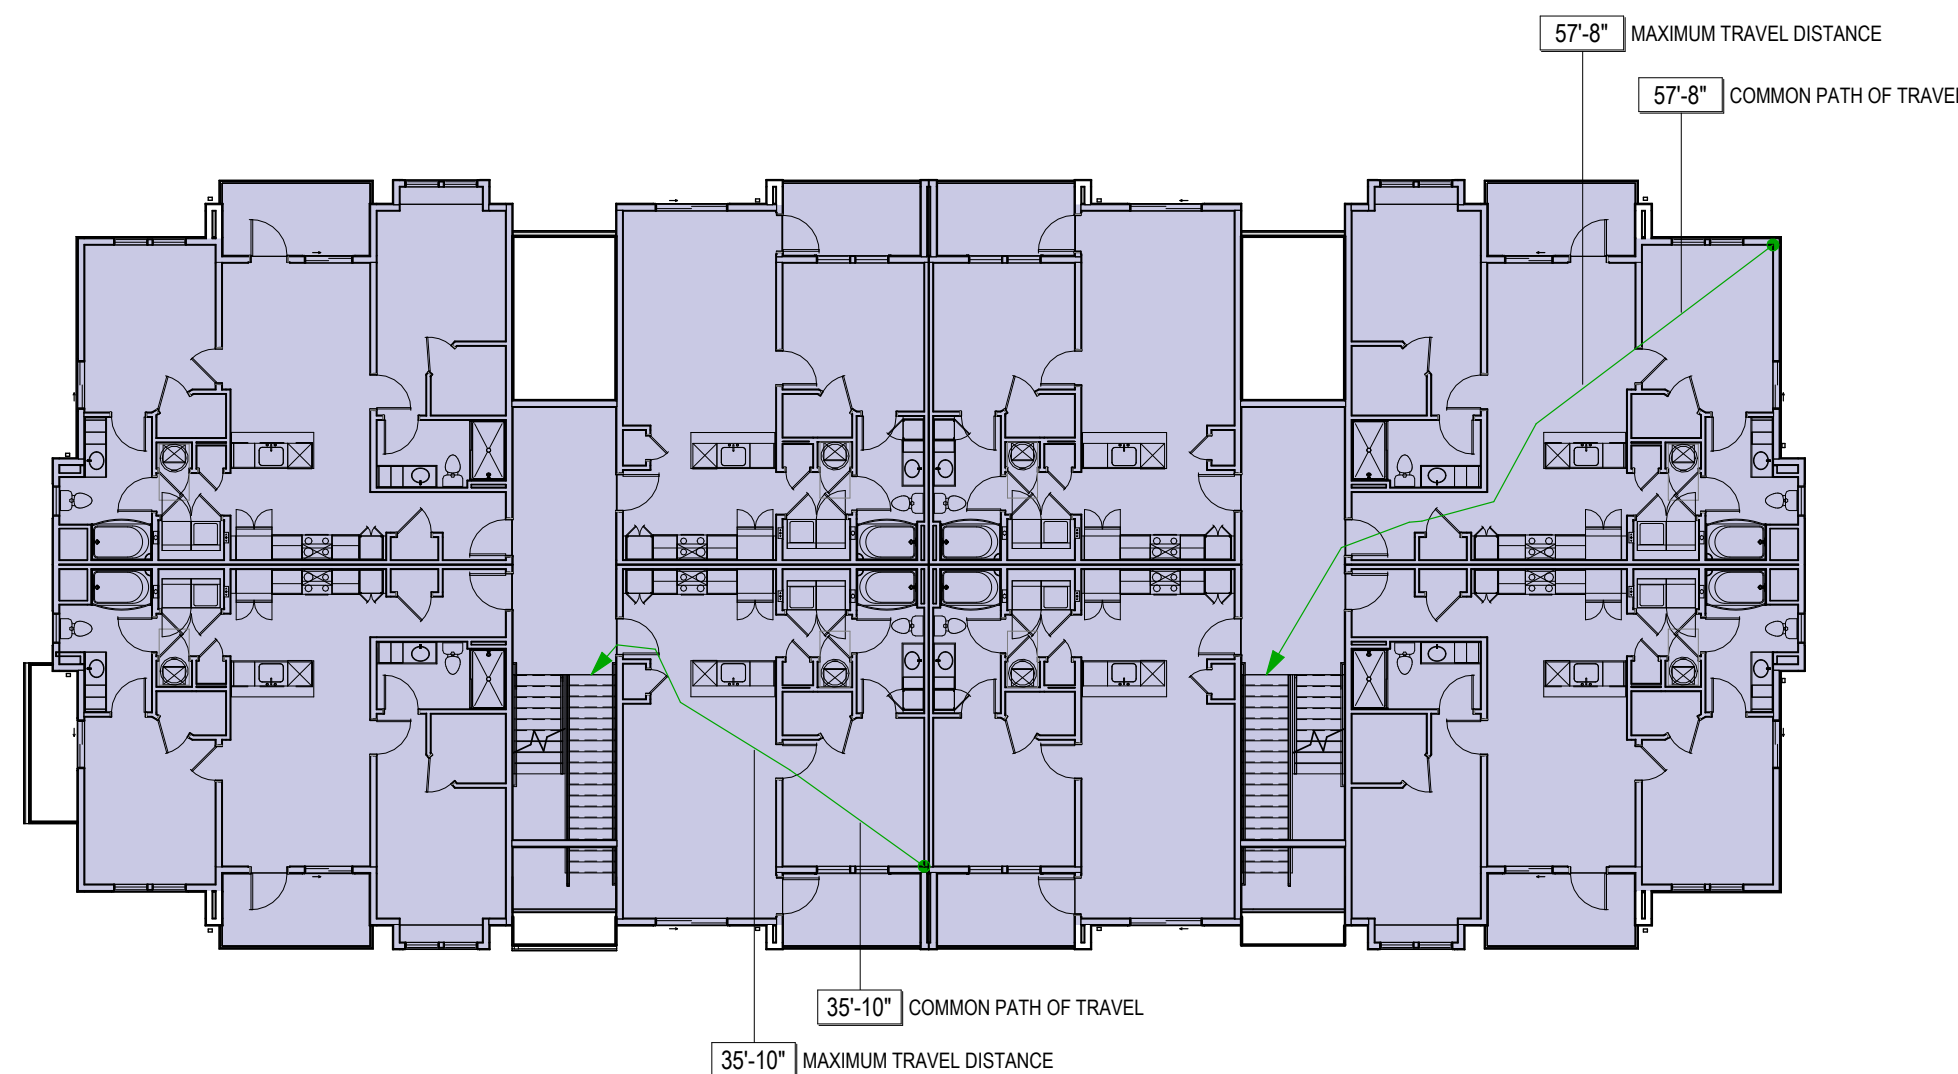 57'-8" MAXIMUM TRAVEL DISTANCE
57'-8" COMMON PATH OF TRAVEL
35'-10" COMMON PATH OF TRAVEL
35'-10" MAXIMUM TRAVEL DISTANCE